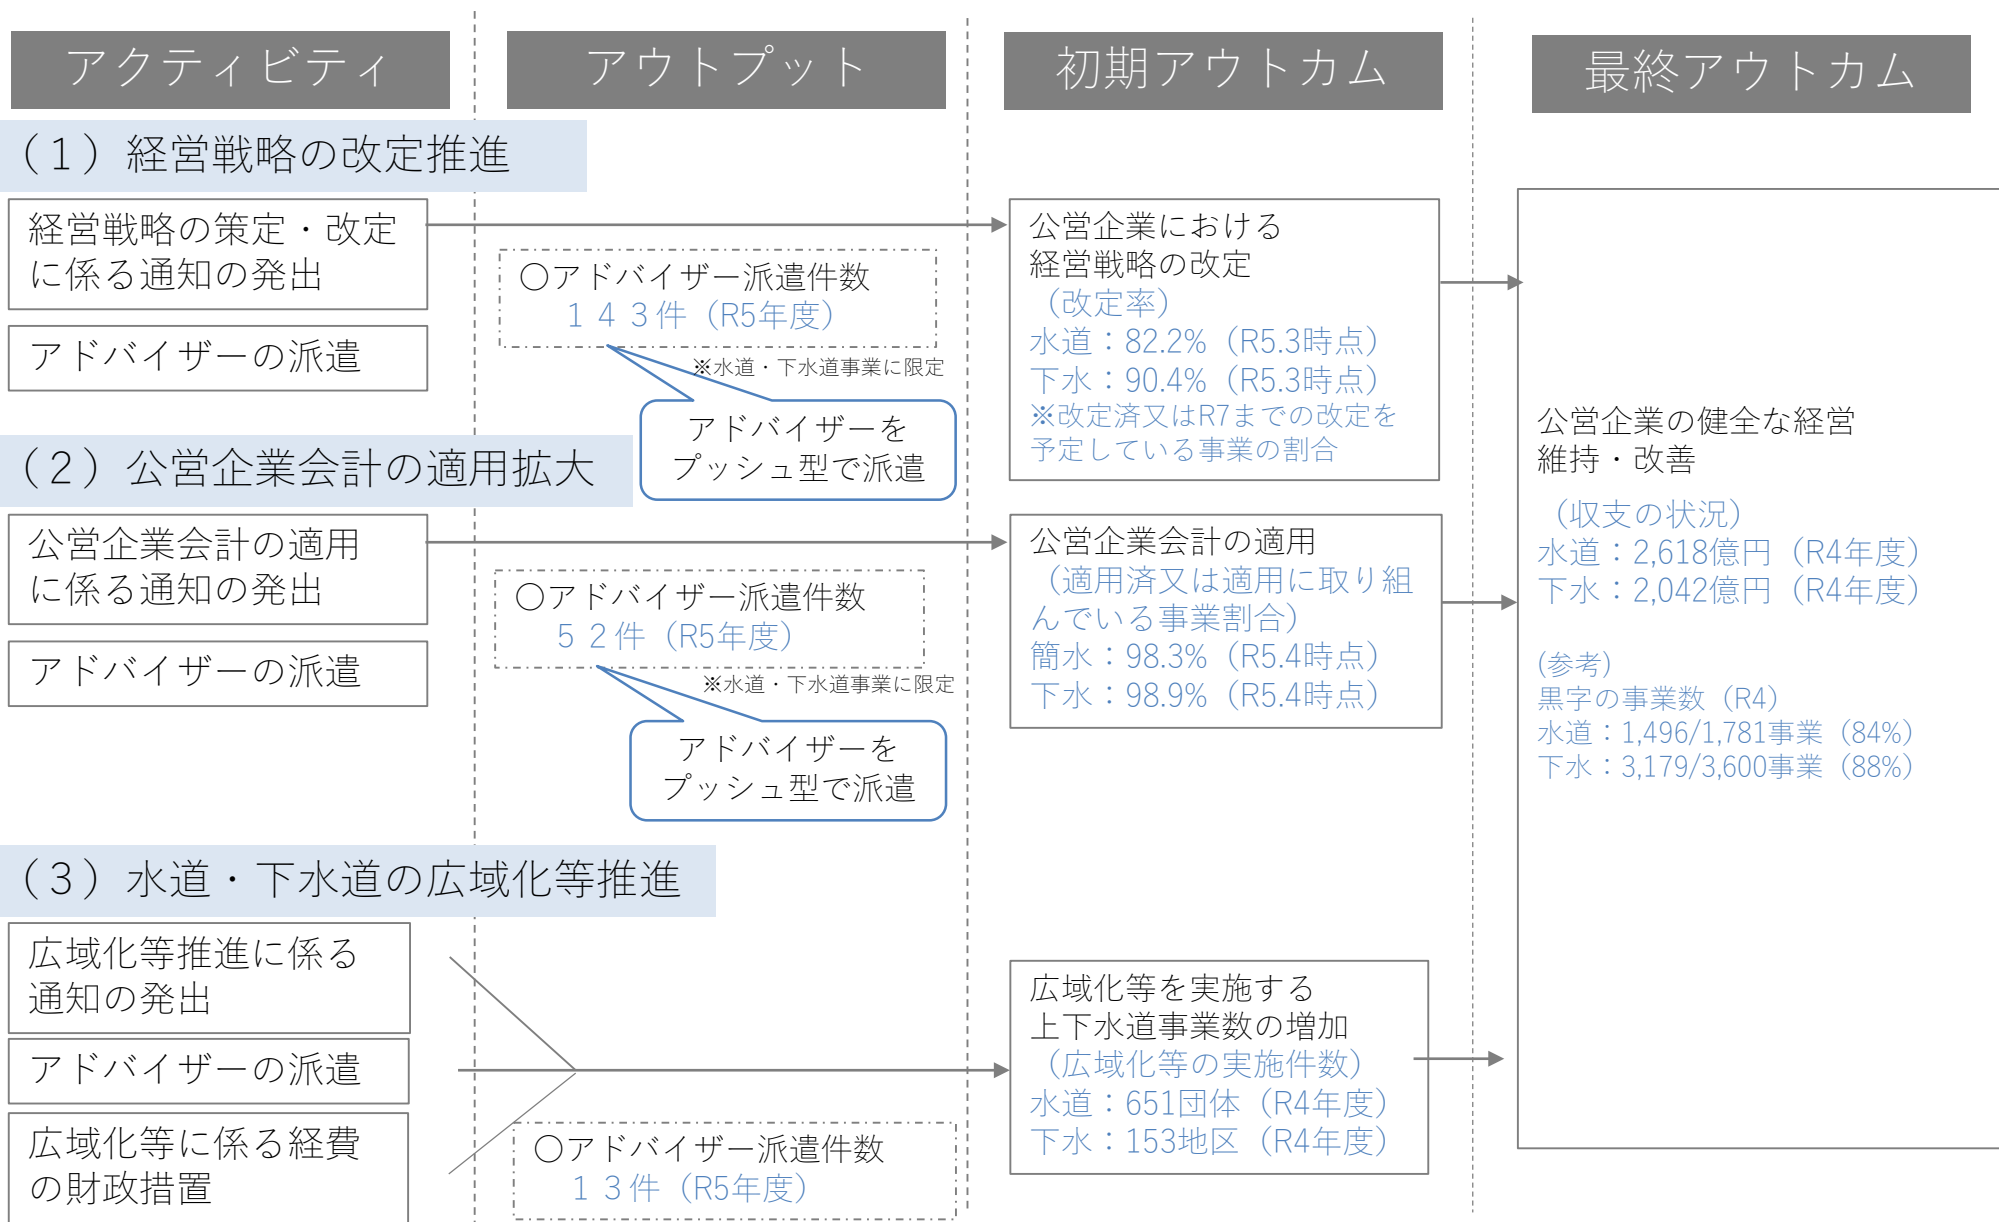 アクティビティ
アウトプット
初期アウトカム
最終アウトカム
（１）経営戦略の改定推進
経営戦略の策定・改定
に係る通知の発出
アドバイザーの派遣
〇アドバイザー派遣件数
１４３件（R5年度）
※水道・下水道事業に限定
アドバイザーを
プッシュ型で派遣
公営企業における
経営戦略の改定
（改定率）
水道：82.2%（R5.3時点）
下水：90.4%（R5.3時点）
※改定済又はR7までの改定を
予定している事業の割合
（２）公営企業会計の適用拡大
公営企業会計の適用
に係る通知の発出
アドバイザーの派遣
〇アドバイザー派遣件数
５２件（R5年度）
※水道・下水道事業に限定
アドバイザーを
プッシュ型で派遣
公営企業会計の適用
（適用済又は適用に取り組
んでいる事業割合）
簡水：98.3%（R5.4時点）
下水：98.9%（R5.4時点）
（３）水道・下水道の広域化等推進
広域化等推進に係る
通知の発出
アドバイザーの派遣
広域化等に係る経費
の財政措置
〇アドバイザー派遣件数
１３件（R5年度）
広域化等を実施する
上下水道事業数の増加
（広域化等の実施件数）
水道：651団体（R4年度）
下水：153地区（R4年度）
公営企業の健全な経営
維持・改善
（収支の状況）
水道：2,618億円（R4年度）
下水：2,042億円（R4年度）
(参考)
黒字の事業数（R4）
水道：1,496/1,781事業（84%）
下水：3,179/3,600事業（88%）